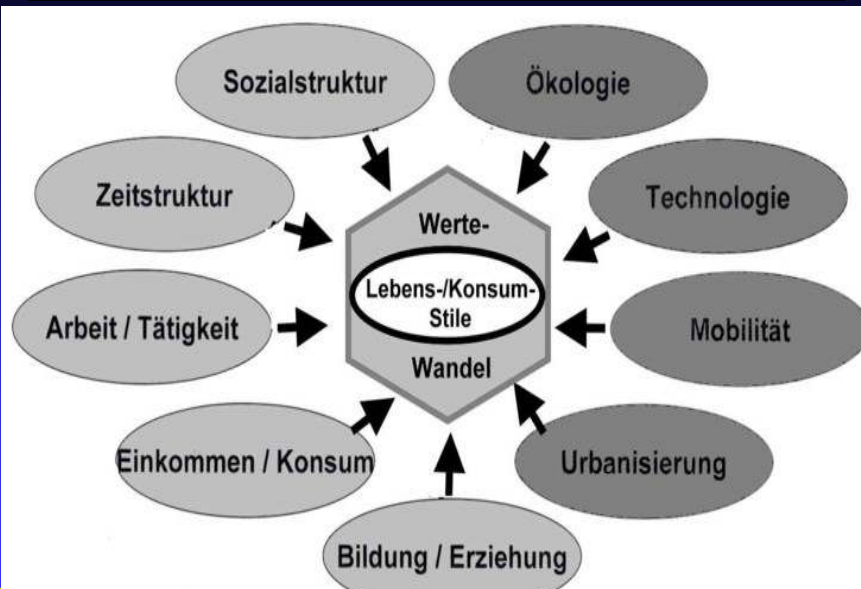 Sozialstruktur
Ökologie
Zeitstruktur
Technologie
Werte-
Lebens-/Konsum-
Stile
Wandel
Arbeit / Tätigkeit
Mobilität
Einkommen / Konsum
Urbanisierung
Bildung / Erziehung